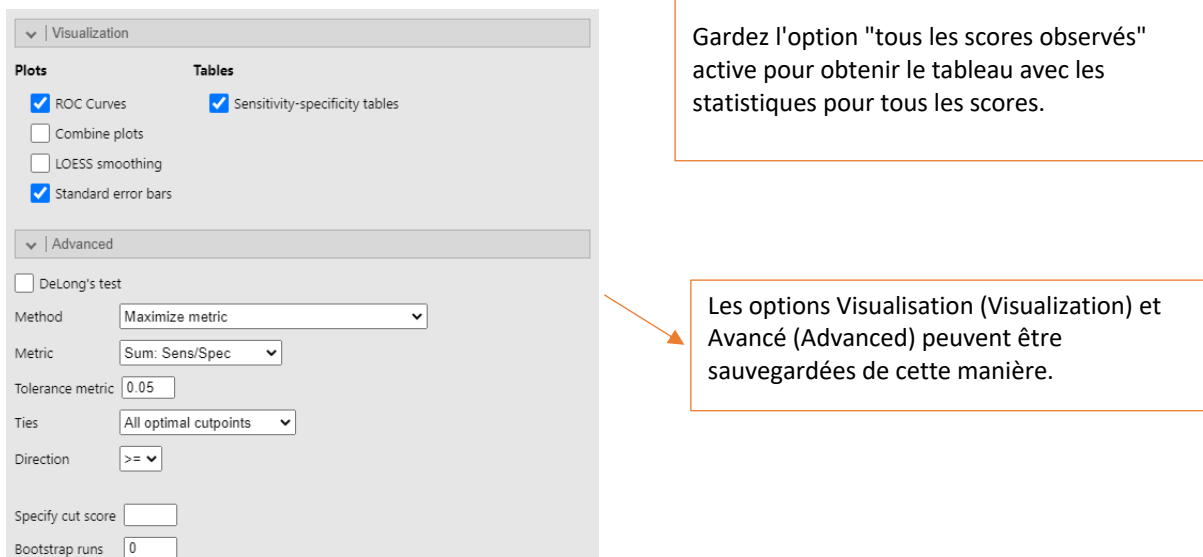 Visualization
Plots Tables
ROC Curves Sensitivity-specificity tables
Combine plots
LOESS smoothing
Standard error bars
Advanced
DeLong's test
Method Maximize metric
Metric Sum: Sens/Spec
Tolerance metric 0.05
Ties All optimal cutpoints
Direction >=
Specify cut score
Bootstrap runs 0
Gardez l'option "tous les scores observés"
active pour obtenir le tableau avec les
statistiques pour tous les scores.
Les options Visualisation (Visualization) et
Avancé (Advanced) peuvent être
sauvegardées de cette manière.